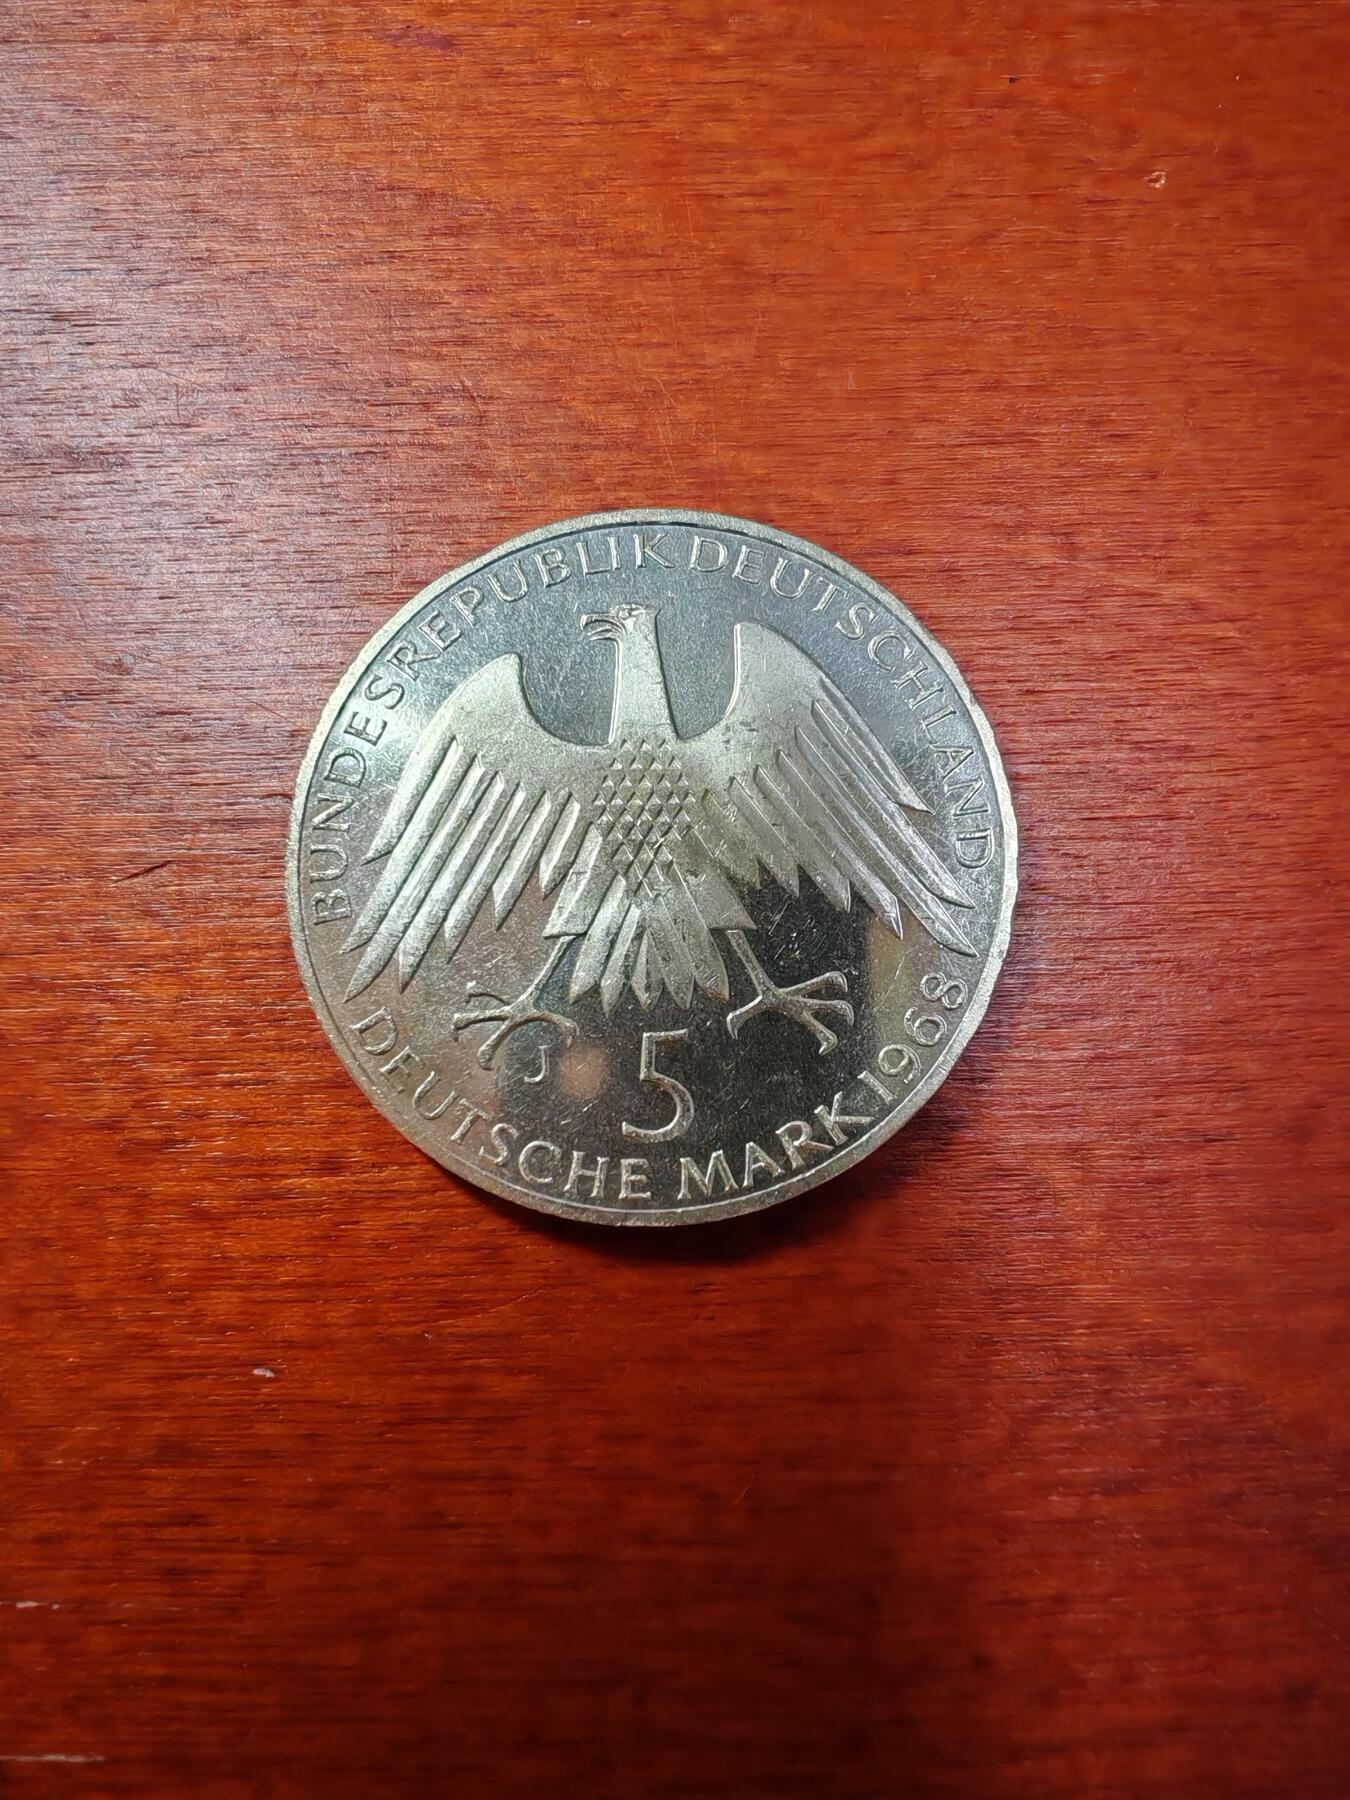 BUNDESREPUBLIK DEUTSCHLAND
J
5
DEUTSCHE MARK 1968